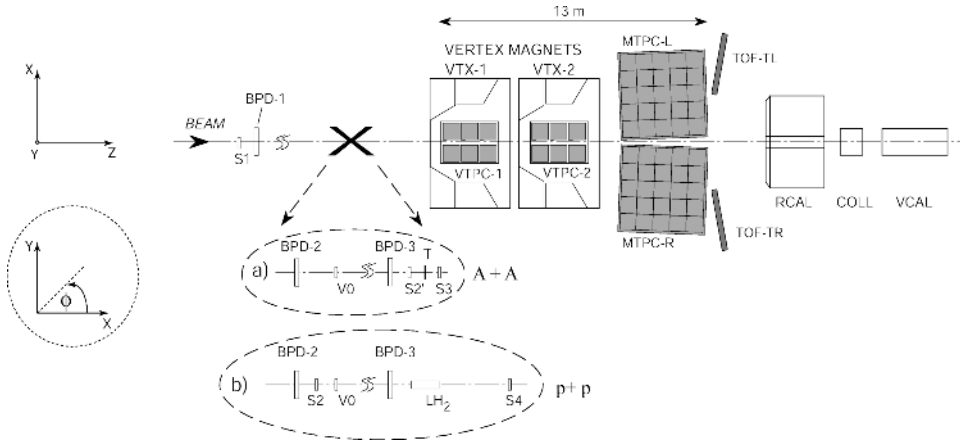 13 m
MTPC-L
VERTEX MAGNETS
VTX-1
VTX-2
TOF-TL
X
BPD-1
BEAM
Y
Z
S1
VTPC-1
VTPC-2
RCAL
COLL
VCAL
MTPC-R
TOF-TR
BPD-2
BPD-3
T
a)
V0
S2'
S3
A + A
Y
ϕ
X
BPD-2
BPD-3
b)
S2
V0
LH2
S4
p + p